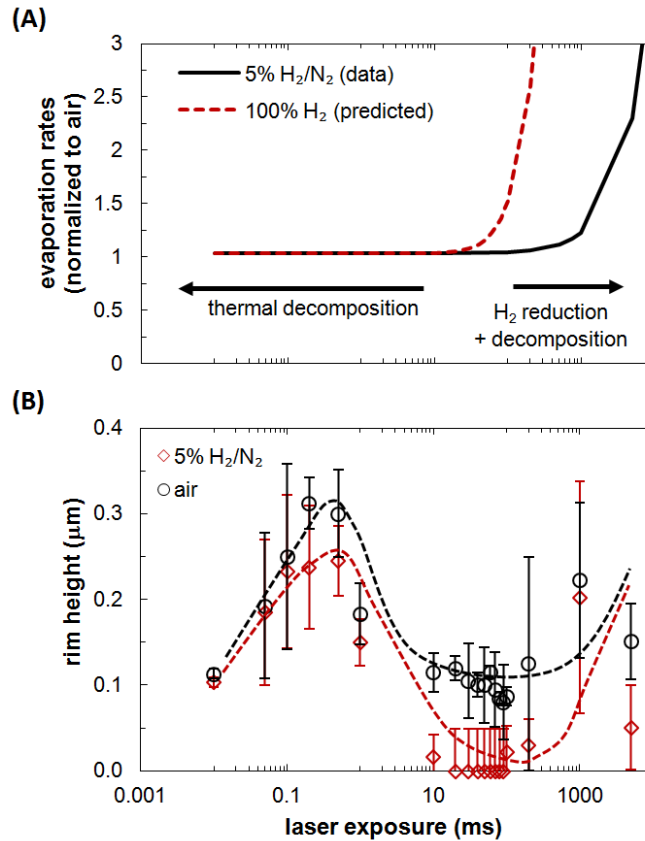 (A)
evaporation rates
(normalized to air)
3
2.5
2
1.5
1
0.5
0
5% H₂/N₂ (data)
100% H₂ (predicted)
thermal decomposition
H₂ reduction
+ decomposition
(B)
rim height (μm)
0.4
0.3
0.2
0.1
0.0
5% H₂/N₂
air
0.001
0.1
10
1000
laser exposure (ms)